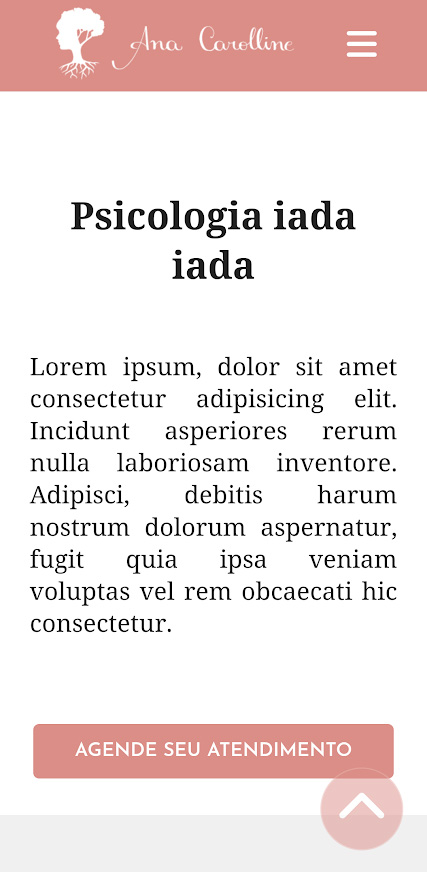 Ana Carolline
Psicologia iada
iada
Lorem ipsum, dolor sit amet
consectetur adipisicing elit.
Incidunt asperiores rerum
nulla laboriosam inventore.
Adipisci, debitis harum
nostrum dolorum aspernatur,
fugit quia ipsa veniam
voluptas vel rem obcaecati hic
consectetur.
AGENDE SEU ATENDIMENTO